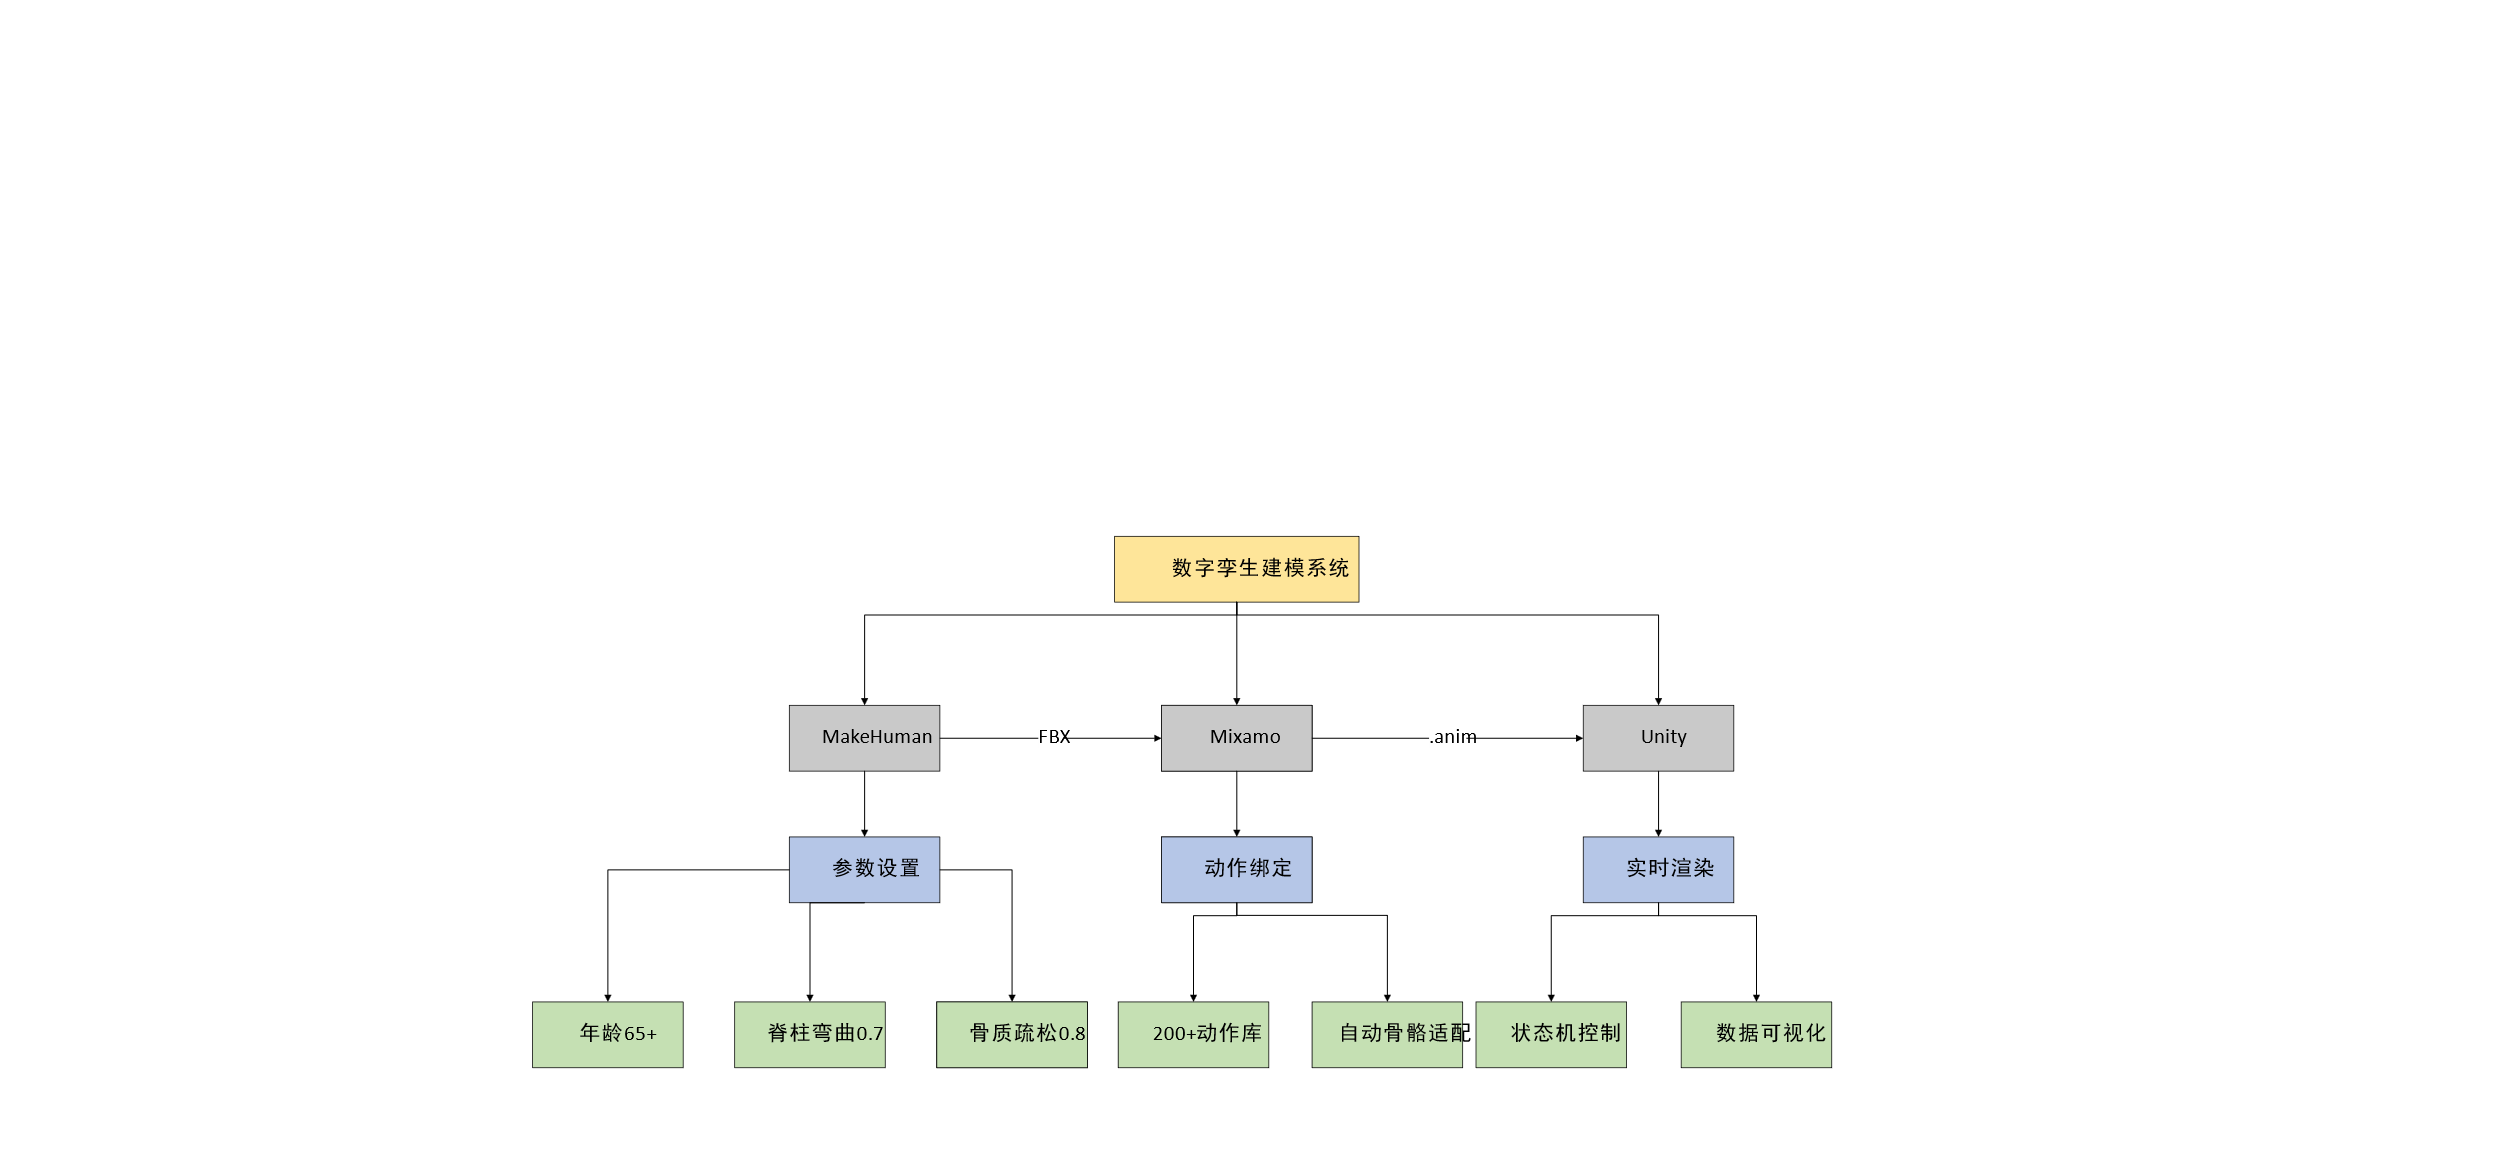 数字孪生建模系统
MakeHuman
FBX
Mixamo
.anim
Unity
参数设置
动作绑定
实时渲染
年龄65+
脊柱弯曲0.7
骨质疏松0.8
200+动作库
自动骨骼适配
状态机控制
数据可视化